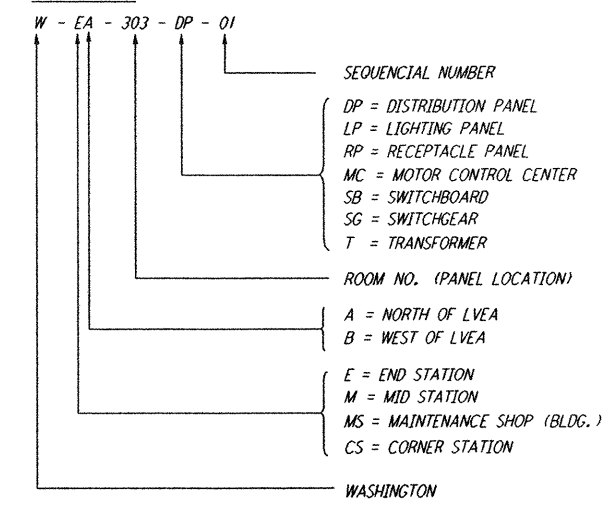 W - EA - 303 - DP - 01
SEQUENCIAL NUMBER
DP = DISTRIBUTION PANEL
LP = LIGHTING PANEL
RP = RECEPTACLE PANEL
MC = MOTOR CONTROL CENTER
SB = SWITCHBOARD
SG = SWITCHGEAR
T = TRANSFORMER
ROOM NO. (PANEL LOCATION)
A = NORTH OF LVEA
B = WEST OF LVEA
E = END STATION
M = MID STATION
MS = MAINTENANCE SHOP (BLDG.)
CS = CORNER STATION
WASHINGTON